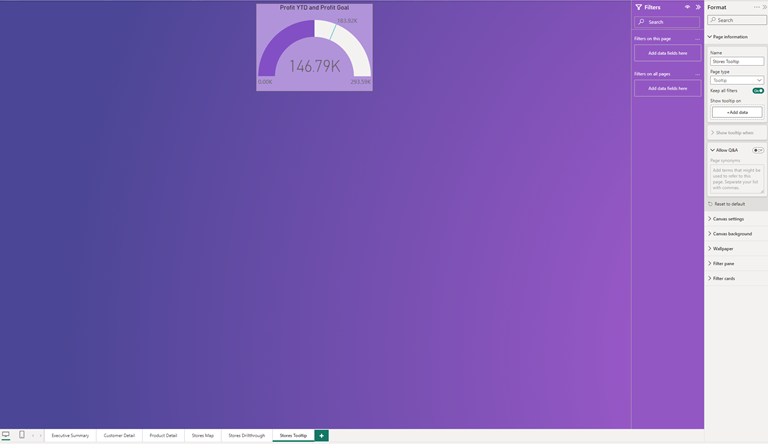 Profit YTD and Profit Goal
146.79K
0.00K
293.59K
Filters
Search
Filters on this page
...
Add data fields here
Filters on all pages
...
Add data fields here
Format
...
Search
Page information
Name
Stores Tooltip
Page type
Tooltip
Keep all filters
On
Show tooltip on
+Add data
Show tooltip when
Allow Q&A
Off
Page synonyms
Add terms that might be
used to refer to this
page. Separate your list
with commas.
Reset to default
Canvas settings
Canvas background
Wallpaper
Filter pane
Filter cards
Executive Summary
Customer Detail
Product Detail
Stores Map
Stores Drillthrough
Stores Tooltip
+